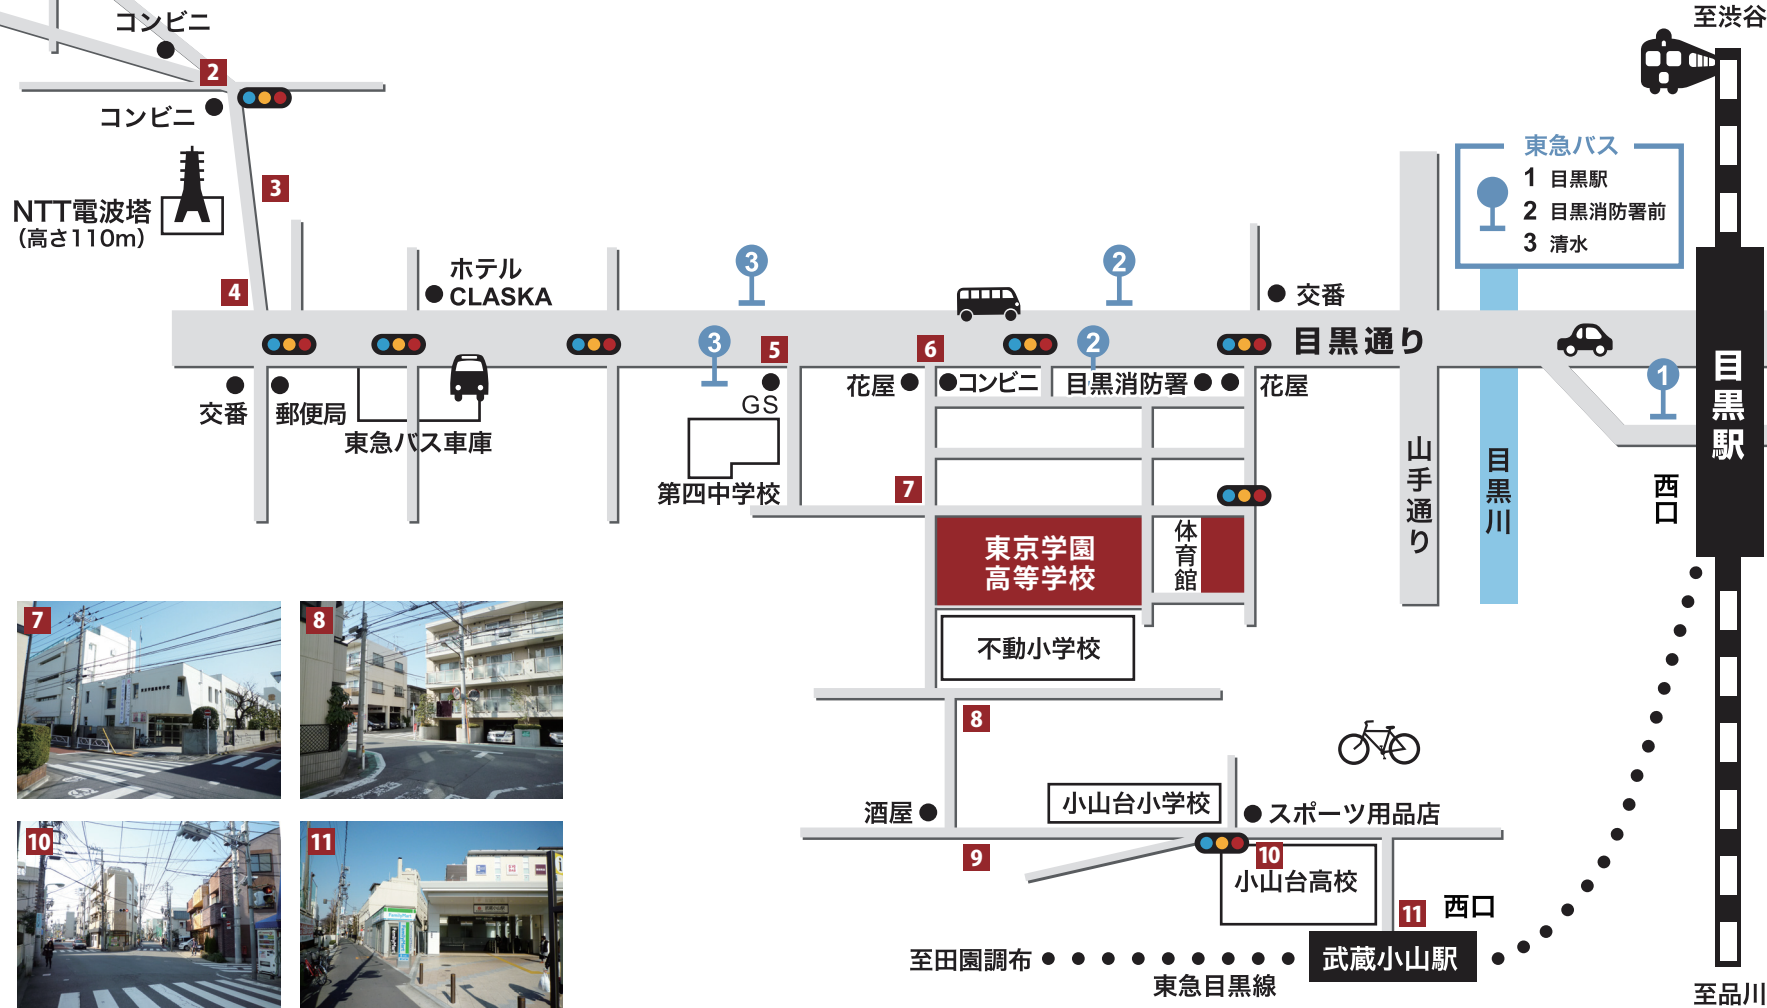 コンビニ
2
コンビニ
3
NTT電波塔
(高さ110m)
4
ホテル
CLASKA
3
2
交番
至渋谷
東急バス
1 目黒駅
2 目黒消防署前
3 清水
目黒通り
3
5
6
2
1
交番
郵便局
東急バス車庫
GS
第四中学校
花屋
コンビニ
目黒消防署
花屋
7
山手通り
目黒川
目黒駅
西口
東京学園
高等学校
体育館
不動小学校
8
酒屋
小山台小学校
スポーツ用品店
9
10
小山台高校
11
西口
武蔵小山駅
至田園調布
東急目黒線
至品川
7
8
10
11